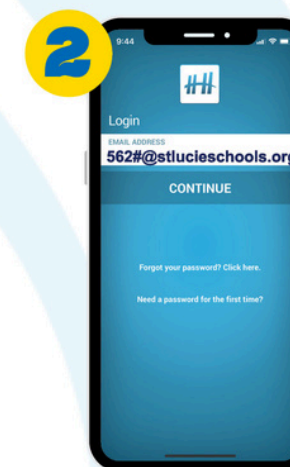 2
9:44
Login
EMAIL ADDRESS
562#@stlucieschools.org
CONTINUE
Forgot your password? Click here.
Need a password for the first time?